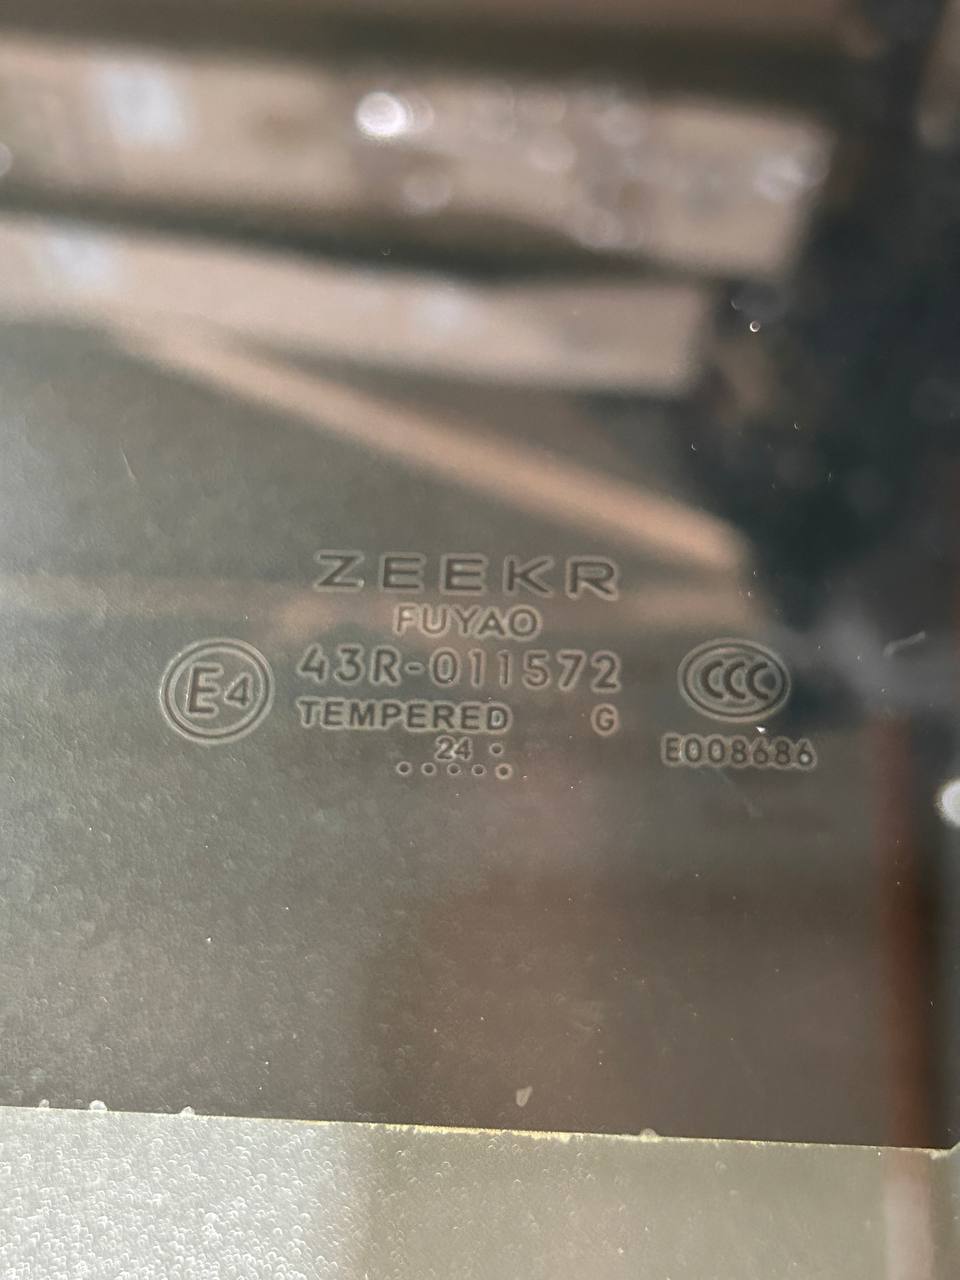 ZEEKR
FUYAO
E4 43R-011572 CCC
TEMPERED G
24 E008686